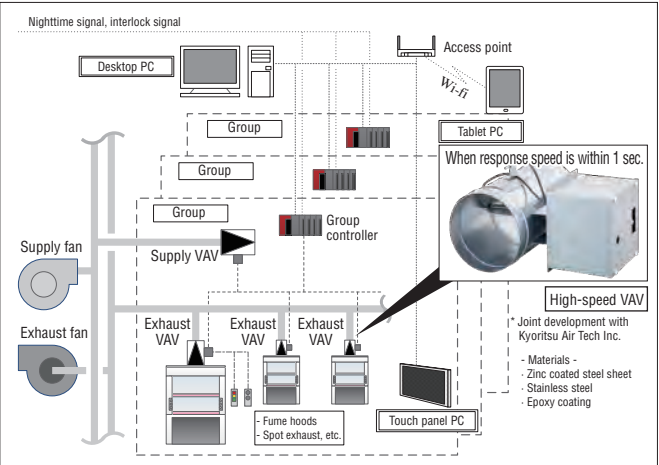 Nighttime signal, interlock signal
Desktop PC
Access point
Wi-fi
Tablet PC
Group
Group
Group
When response speed is within 1 sec.
Group
controller
Supply VAV
Supply fan
Exhaust fan
Exhaust
VAV
Exhaust
VAV
Exhaust
VAV
High-speed VAV
* Joint development with
Kyoritsu Air Tech Inc.
- Materials -
· Zinc coated steel sheet
· Stainless steel
· Epoxy coating
- Fume hoods
- Spot exhaust, etc.
Touch panel PC